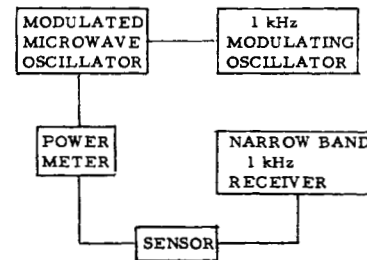 MODULATED
MICROWAVE
OSCILLATOR
1 kHz
MODULATING
OSCILLATOR
POWER
METER
NARROW BAND
1 kHz
RECEIVER
SENSOR